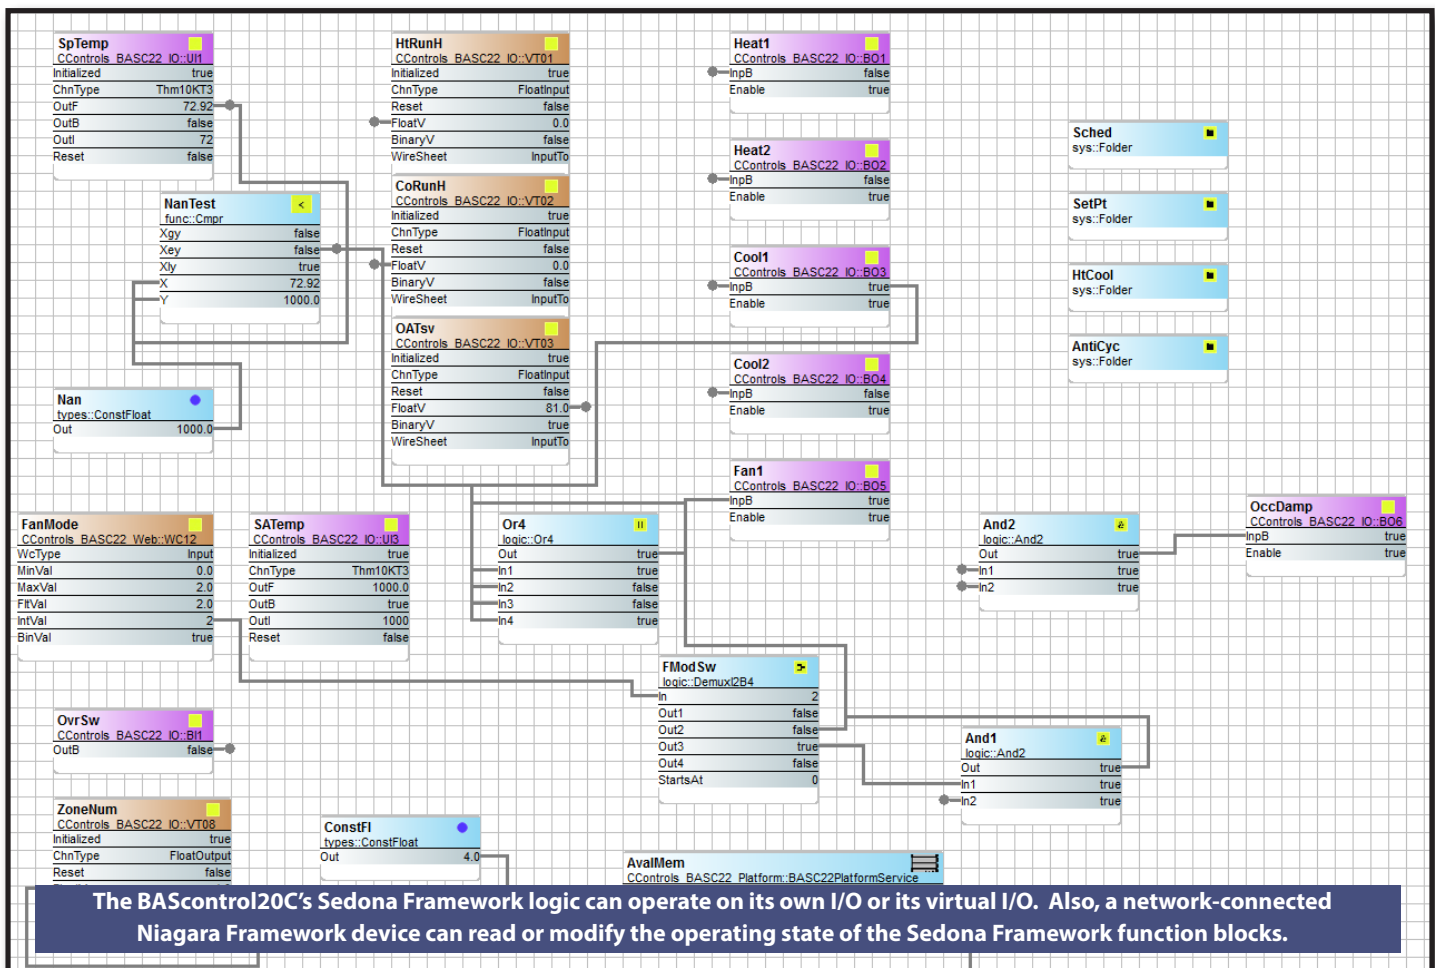 SpTemp
CControls_BASC22_IO::UI1
Initialized true
ChnType Thm10KT3
OutF 72.92
OutB false
OutI 72
Reset false
HtRunH
CControls_BASC22_IO::VT01
Initialized true
ChnType FloatInput
Reset false
FloatV 0.0
BinaryV false
WireSheet InputTo
Heat1
CControls_BASC22_IO::BO1
InpB false
Enable true
Sched
sys::Folder
Heat2
CControls_BASC22_IO::BO2
InpB false
Enable true
NanTest
func::Cmpr
Xgy false
Xey false
Xly true
X 72.92
Y 1000.0
CoRunH
CControls_BASC22_IO::VT02
Initialized true
ChnType FloatInput
Reset false
FloatV 0.0
BinaryV false
WireSheet InputTo
SetPt
sys::Folder
Cool1
CControls_BASC22_IO::BO3
InpB true
Enable true
HtCool
sys::Folder
OATsv
CControls_BASC22_IO::VT03
Initialized true
ChnType FloatInput
Reset false
FloatV 81.0
BinaryV true
WireSheet InputTo
AntiCyc
sys::Folder
Cool2
CControls_BASC22_IO::BO4
InpB false
Enable true
Nan
types::ConstFloat
Out 1000.0
Fan1
CControls_BASC22_IO::BO5
InpB true
Enable true
OccDamp
CControls_BASC22_IO::BO6
InpB true
Enable true
FanMode
CControls_BASC22_Web::WC12
WcType Input
MinVal 0.0
MaxVal 2.0
FltVal 2.0
IntVal 2
BinVal true
SATemp
CControls_BASC22_IO::UI3
Initialized true
ChnType Thm10KT3
OutF 1000.0
OutB true
OutI 1000
Reset false
Or4
logic::Or4
Out true
In1 true
In2 false
In3 false
In4 true
And2
logic::And2
Out true
In1 true
In2 true
FModSw
logic::DemuxI2B4
In 2
Out1 false
Out2 false
Out3 true
Out4 false
StartsAt 0
OvrSw
CControls_BASC22_IO::BI1
OutB false
And1
logic::And2
Out true
In1 true
In2 true
ZoneNum
CControls_BASC22_IO::VT08
Initialized true
ChnType FloatOutput
Reset false
ConstFl
types::ConstFloat
Out 4.0
AvalMem
CControls_BASC22_Platform::BASC22PlatformService
The BAScontrol20C's Sedona Framework logic can operate on its own I/O or its virtual I/O. Also, a network-connected
Niagara Framework device can read or modify the operating state of the Sedona Framework function blocks.